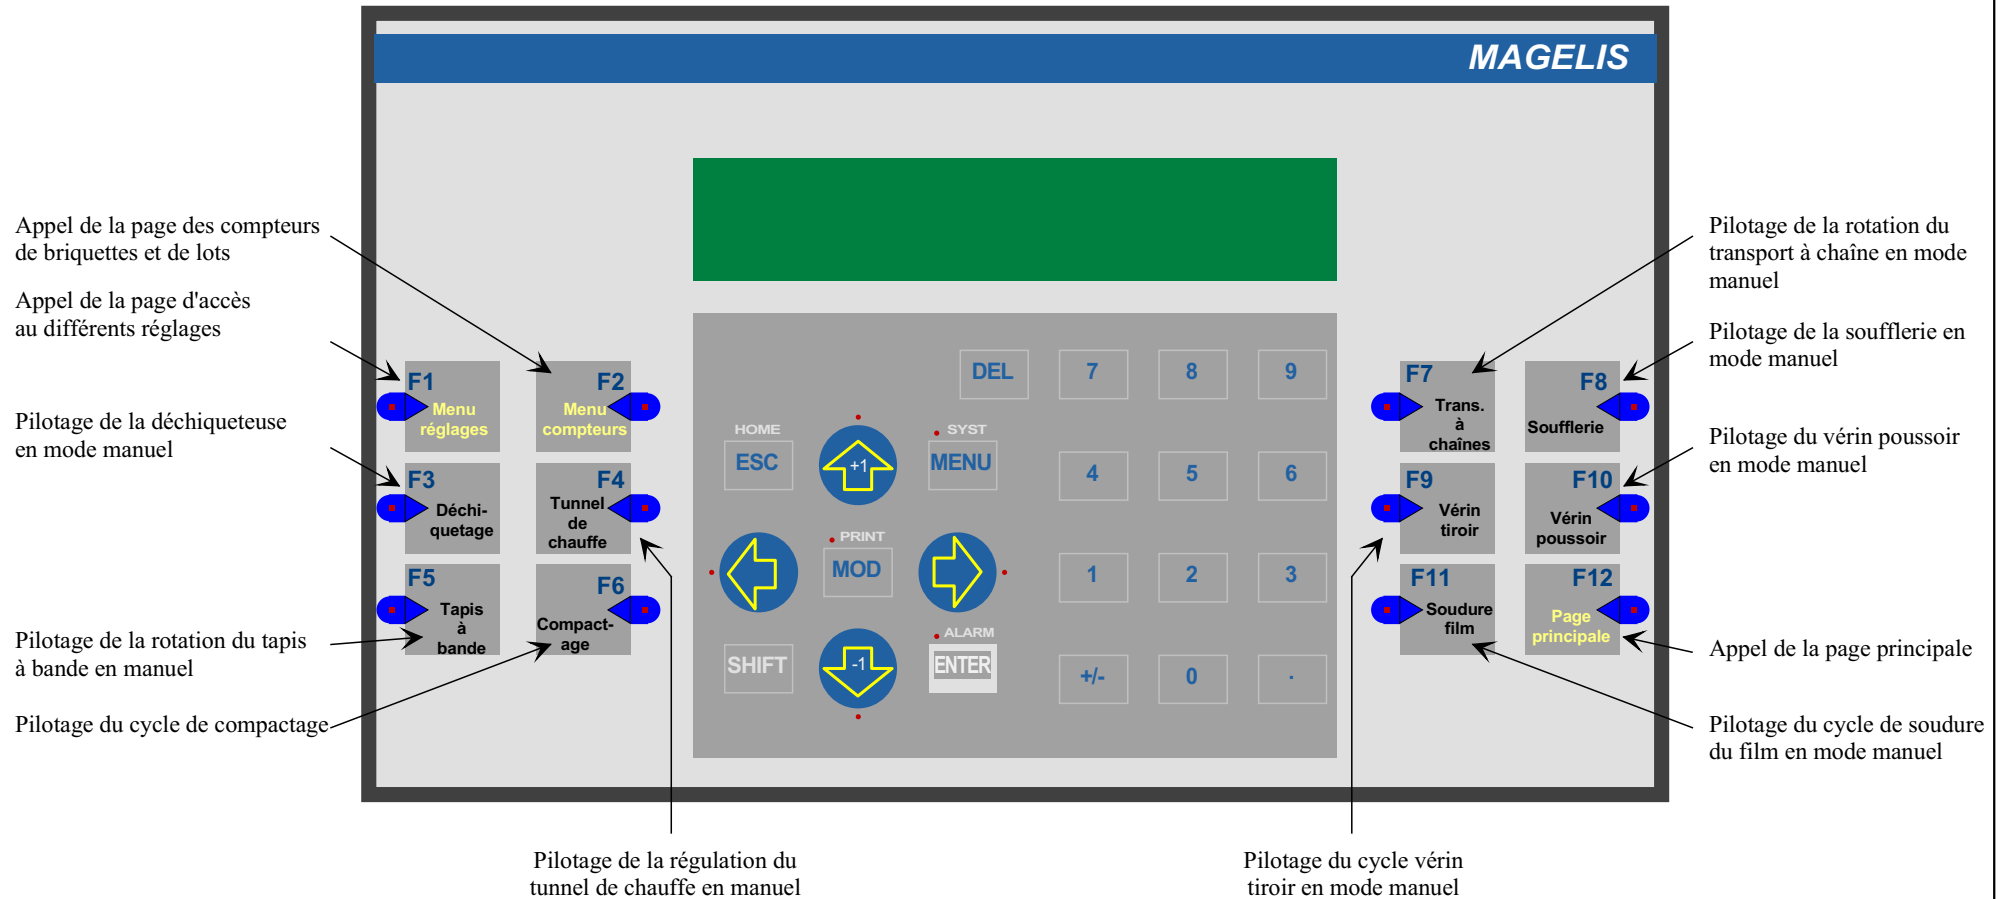 MAGELIS
Appel de la page des compteurs
de briquettes et de lots
Appel de la page d'accès
au différents réglages
Pilotage de la déchiqueteuse
en mode manuel
Pilotage de la rotation du tapis
à bande en manuel
Pilotage du cycle de compactage
F1
Menu
réglages
F2
Menu
compteurs
F3
Déchi-
quetage
F4
Tunnel
de
chauffe
F5
Tapis
à
bande
F6
Compact-
age
DEL
7
8
9
HOME
ESC
+1
SYST
MENU
4
5
6
PRINT
MOD
1
2
3
SHIFT
-1
ALARM
ENTER
+/-
0
.
F7
Trans.
à
chaînes
F8
Soufflerie
F9
Vérin
tiroir
F10
Vérin
poussoir
F11
Soudure
film
F12
Page
principale
Pilotage de la rotation du
transport à chaîne en mode
manuel
Pilotage de la soufflerie en
mode manuel
Pilotage du vérin poussoir
en mode manuel
Appel de la page principale
Pilotage du cycle de soudure
du film en mode manuel
Pilotage de la régulation du
tunnel de chauffe en manuel
Pilotage du cycle vérin
tiroir en mode manuel